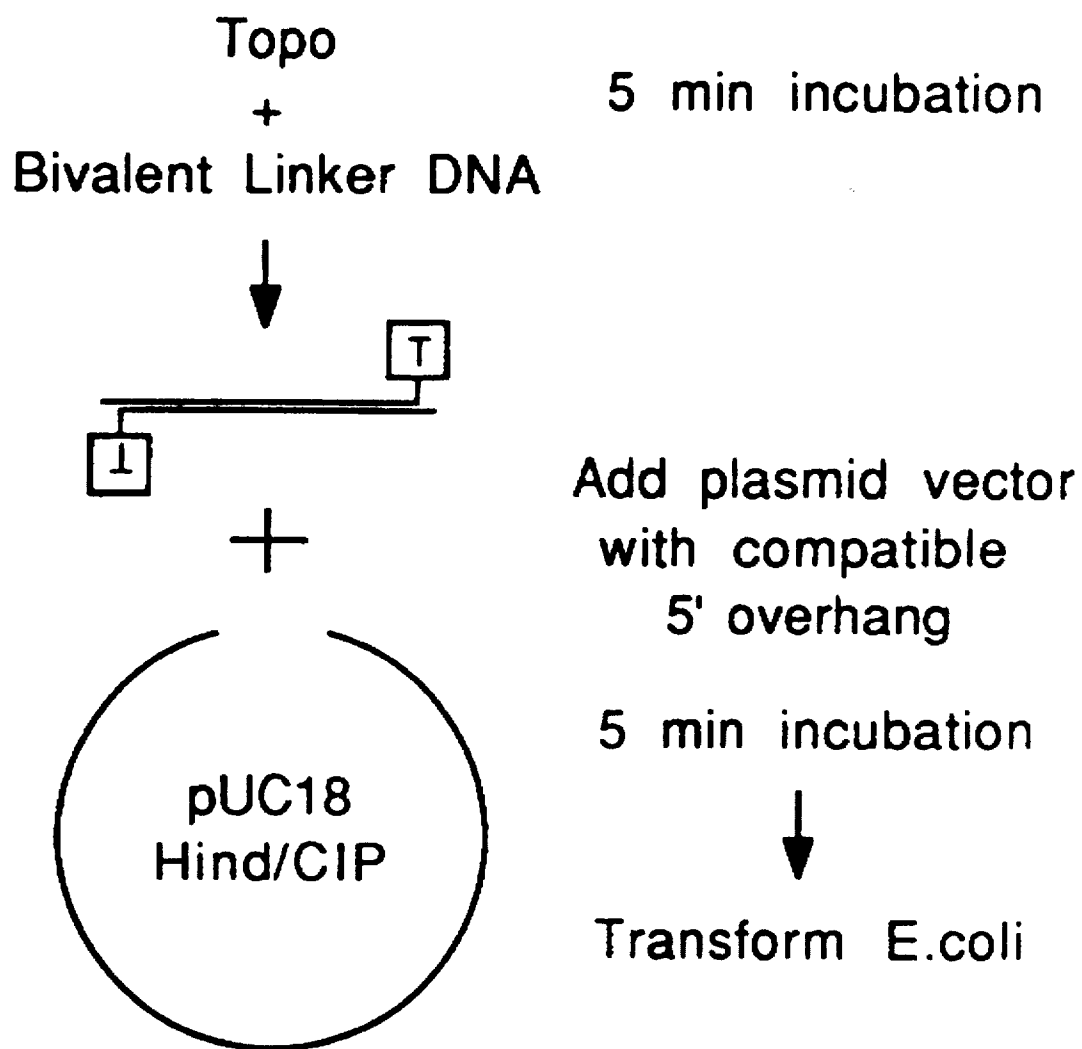 Topo
+
Bivalent Linker DNA
5 min incubation
T
T
+
Add plasmid vector
with compatible
5' overhang
5 min incubation
pUC18
Hind/CIP
Transform E.coli